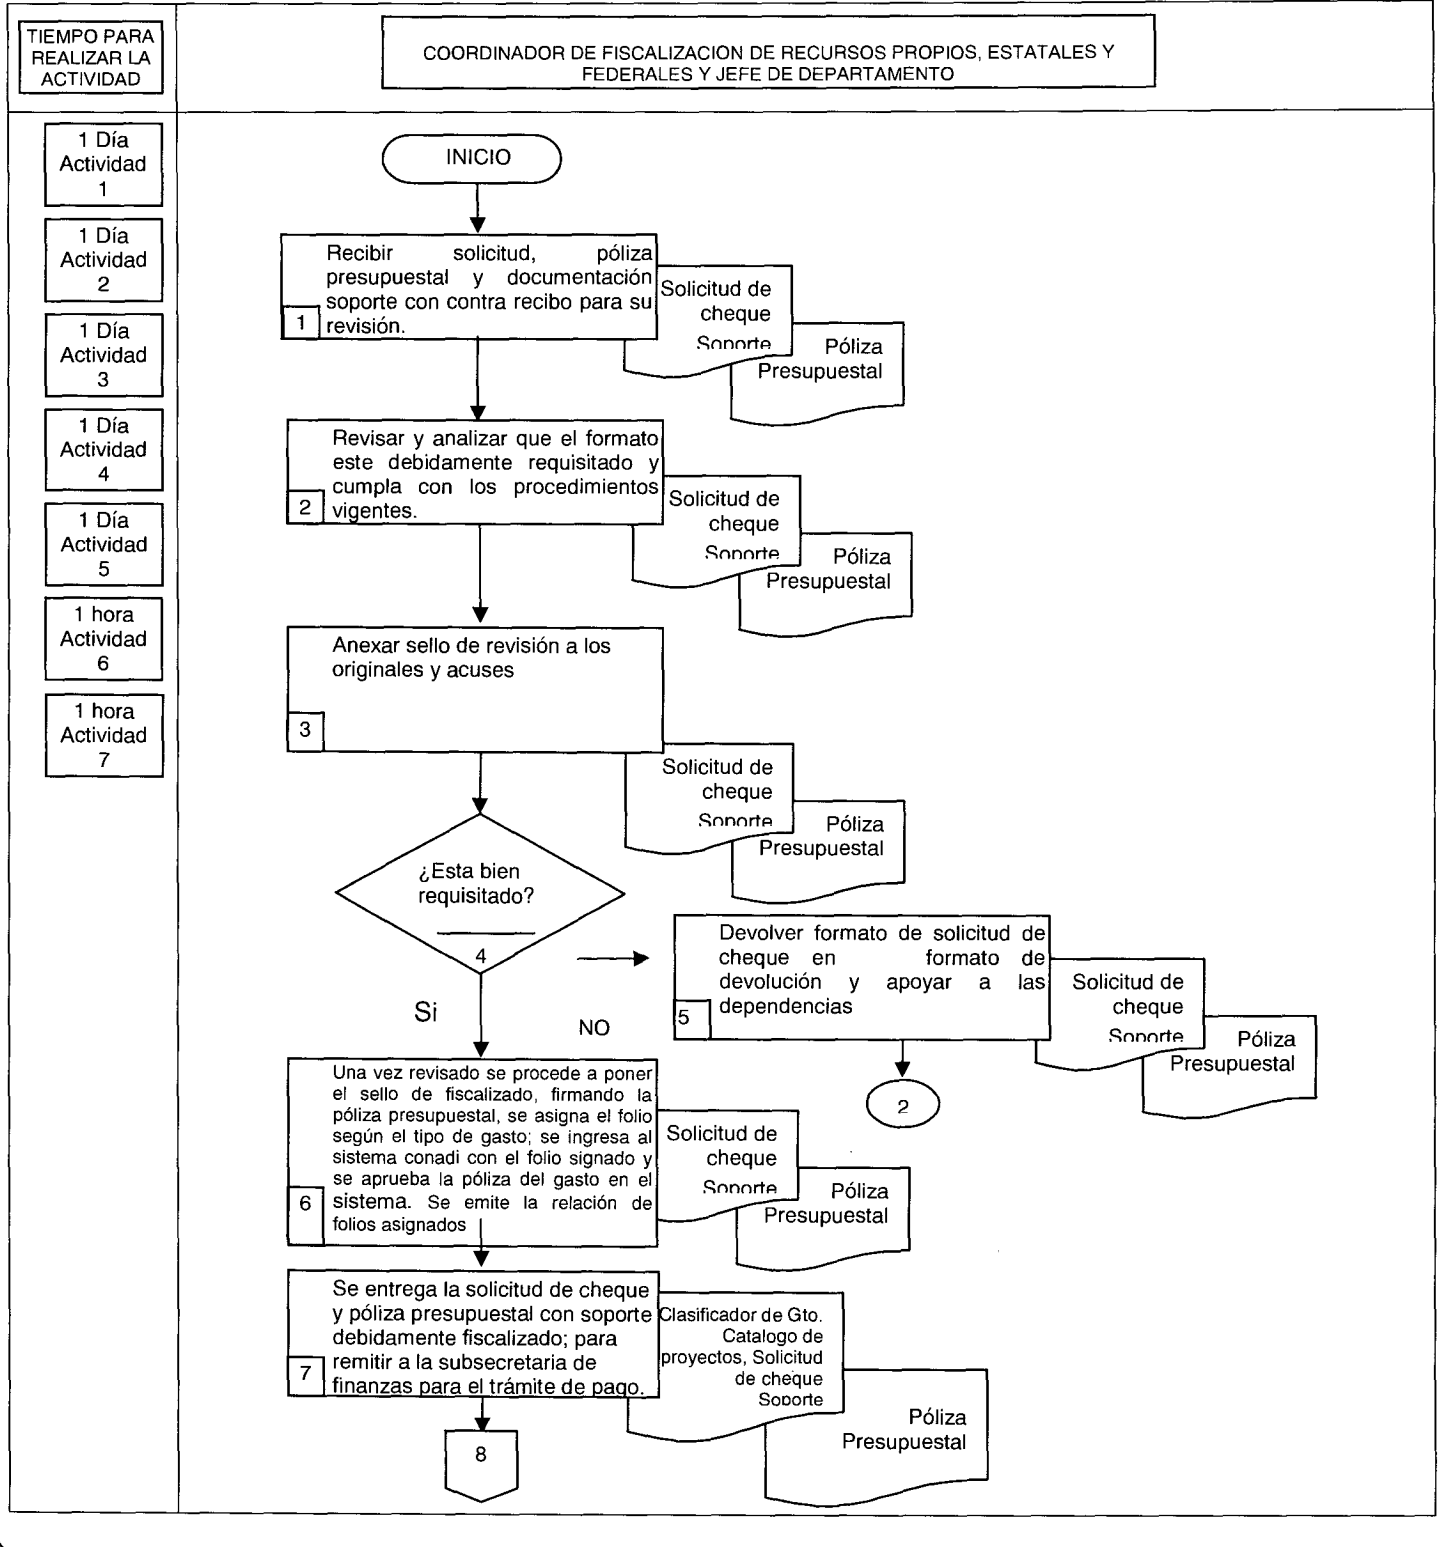 TIEMPO PARA
REALIZAR LA
ACTIVIDAD
COORDINADOR DE FISCALIZACION DE RECURSOS PROPIOS, ESTATALES Y
FEDERALES Y JEFE DE DEPARTAMENTO
1 Día
Actividad
1
1 Día
Actividad
2
1 Día
Actividad
3
1 Día
Actividad
4
1 Día
Actividad
5
1 hora
Actividad
6
1 hora
Actividad
7
INICIO
Recibir solicitud, póliza
presupuestal y documentación
soporte con contra recibo para su
revisión.
1
Solicitud de
cheque
Soporte
Póliza
Presupuestal
Revisar y analizar que el formato
este debidamente requisitado y
cumpla con los procedimientos
vigentes.
2
Solicitud de
cheque
Soporte
Póliza
Presupuestal
Anexar sello de revisión a los
originales y acuses
3
Solicitud de
cheque
Soporte
Póliza
Presupuestal
¿Esta bien
requisitado?
4
Si
NO
Devolver formato de solicitud de
cheque en formato de
devolución y apoyar a las
dependencias
5
Solicitud de
cheque
Soporte
Póliza
Presupuestal
2
Una vez revisado se procede a poner
el sello de fiscalizado, firmando la
póliza presupuestal, se asigna el folio
según el tipo de gasto; se ingresa al
sistema conadi con el folio signado y
se aprueba la póliza del gasto en el
sistema. Se emite la relación de
folios asignados
6
Solicitud de
cheque
Soporte
Póliza
Presupuestal
Se entrega la solicitud de cheque
y póliza presupuestal con soporte
debidamente fiscalizado; para
remitir a la subsecretaria de
finanzas para el trámite de pago.
7
Clasificador de Gto.
Catalogo de
proyectos, Solicitud
de cheque
Soporte
Póliza
Presupuestal
8